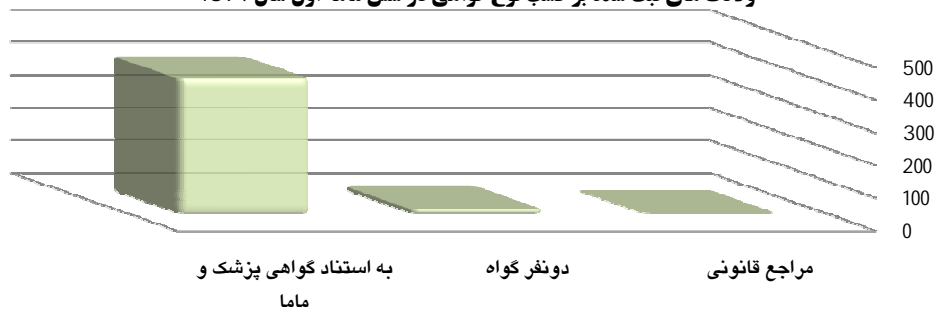 500
400
300
200
100
0
مراجع قانونی
دونفر گواه
به استناد گواهی پزشک و
ماما